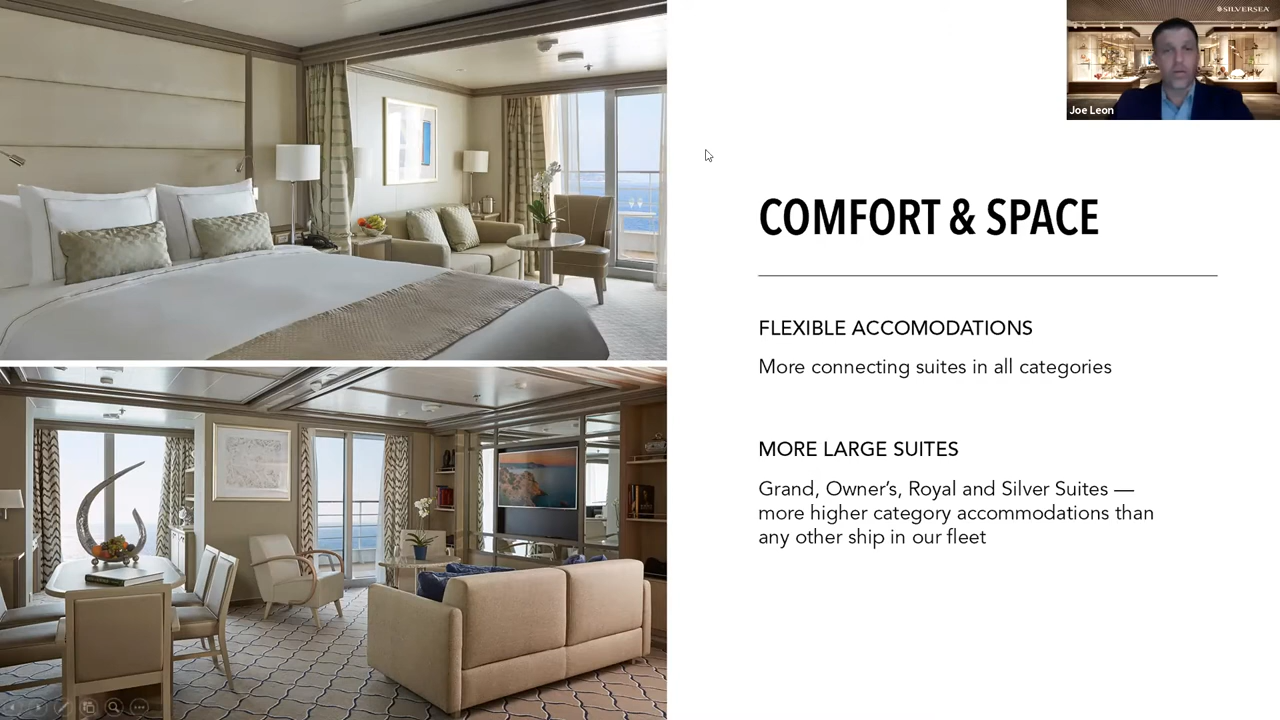 SILVERSEA
Joe Leon
COMFORT & SPACE
FLEXIBLE ACCOMODATIONS
More connecting suites in all categories
MORE LARGE SUITES
Grand, Owner’s, Royal and Silver Suites —
more higher category accommodations than
any other ship in our fleet